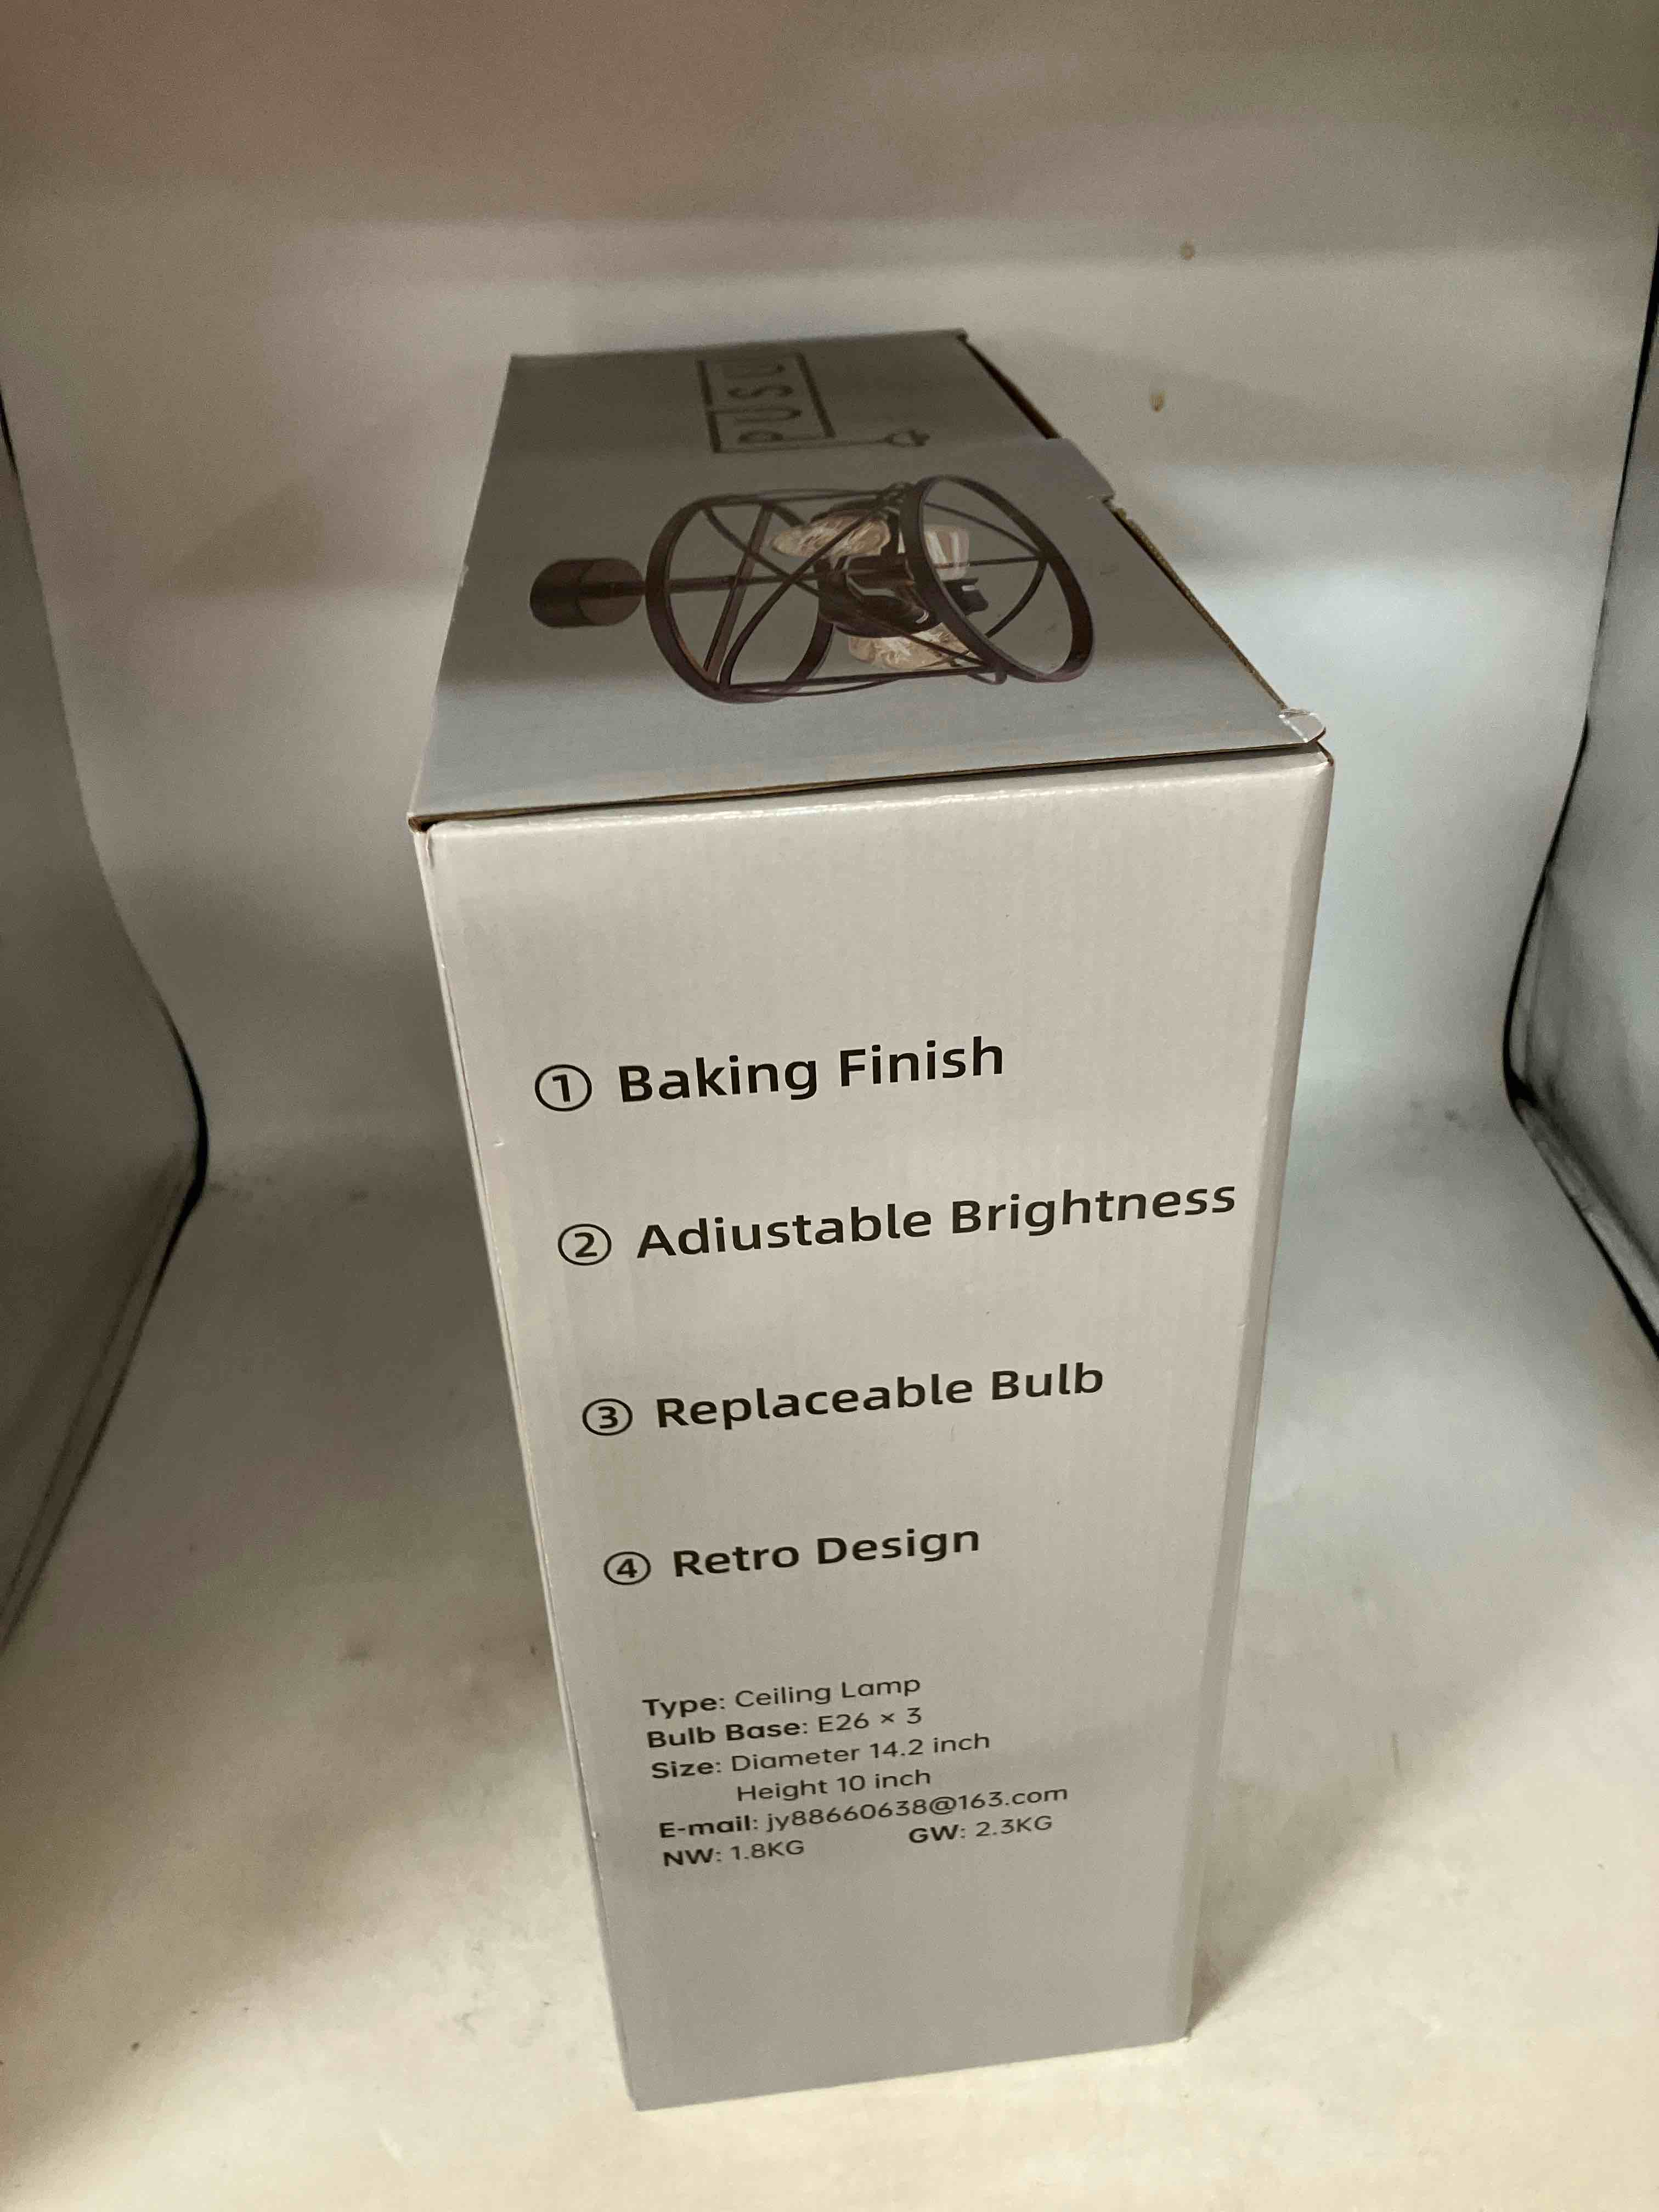 PUSU
① Baking Finish
② Adiustable Brightness
③ Replaceable Bulb
④ Retro Design
Type: Ceiling Lamp
Bulb Base: E26 × 3
Size: Diameter 14.2 inch
Height 10 inch
E-mail: jy88660638@163.com
NW: 1.8KG GW: 2.3KG